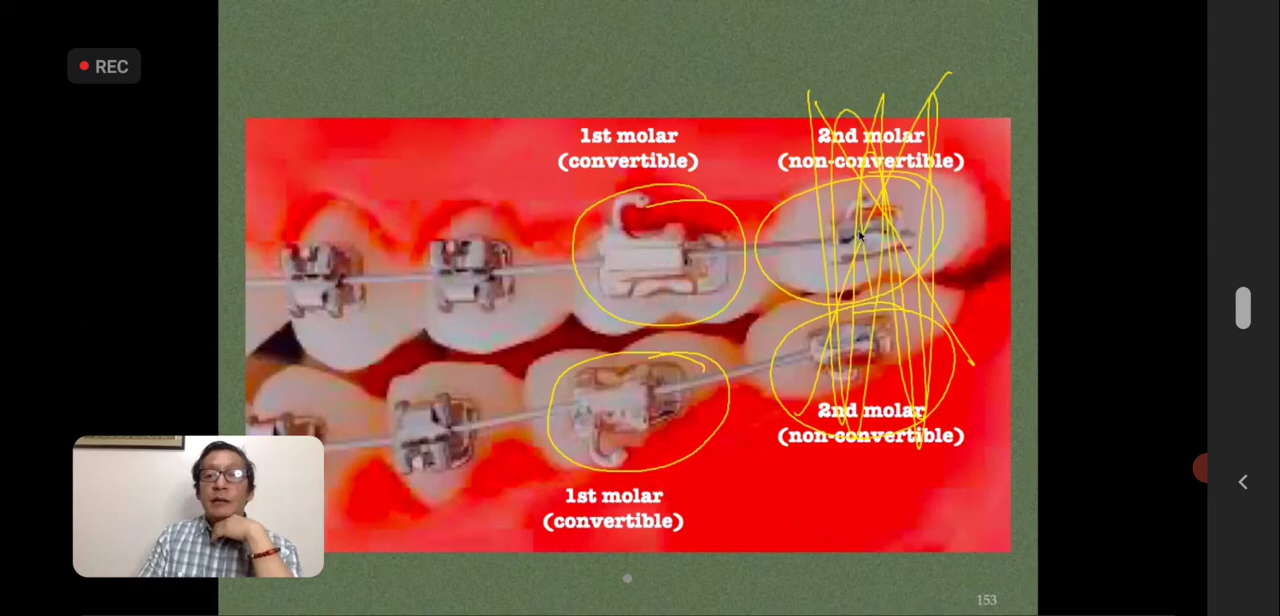 REC
1st molar
(convertible)
2nd molar
(non-convertible)
2nd molar
(non-convertible)
1st molar
(convertible)
153